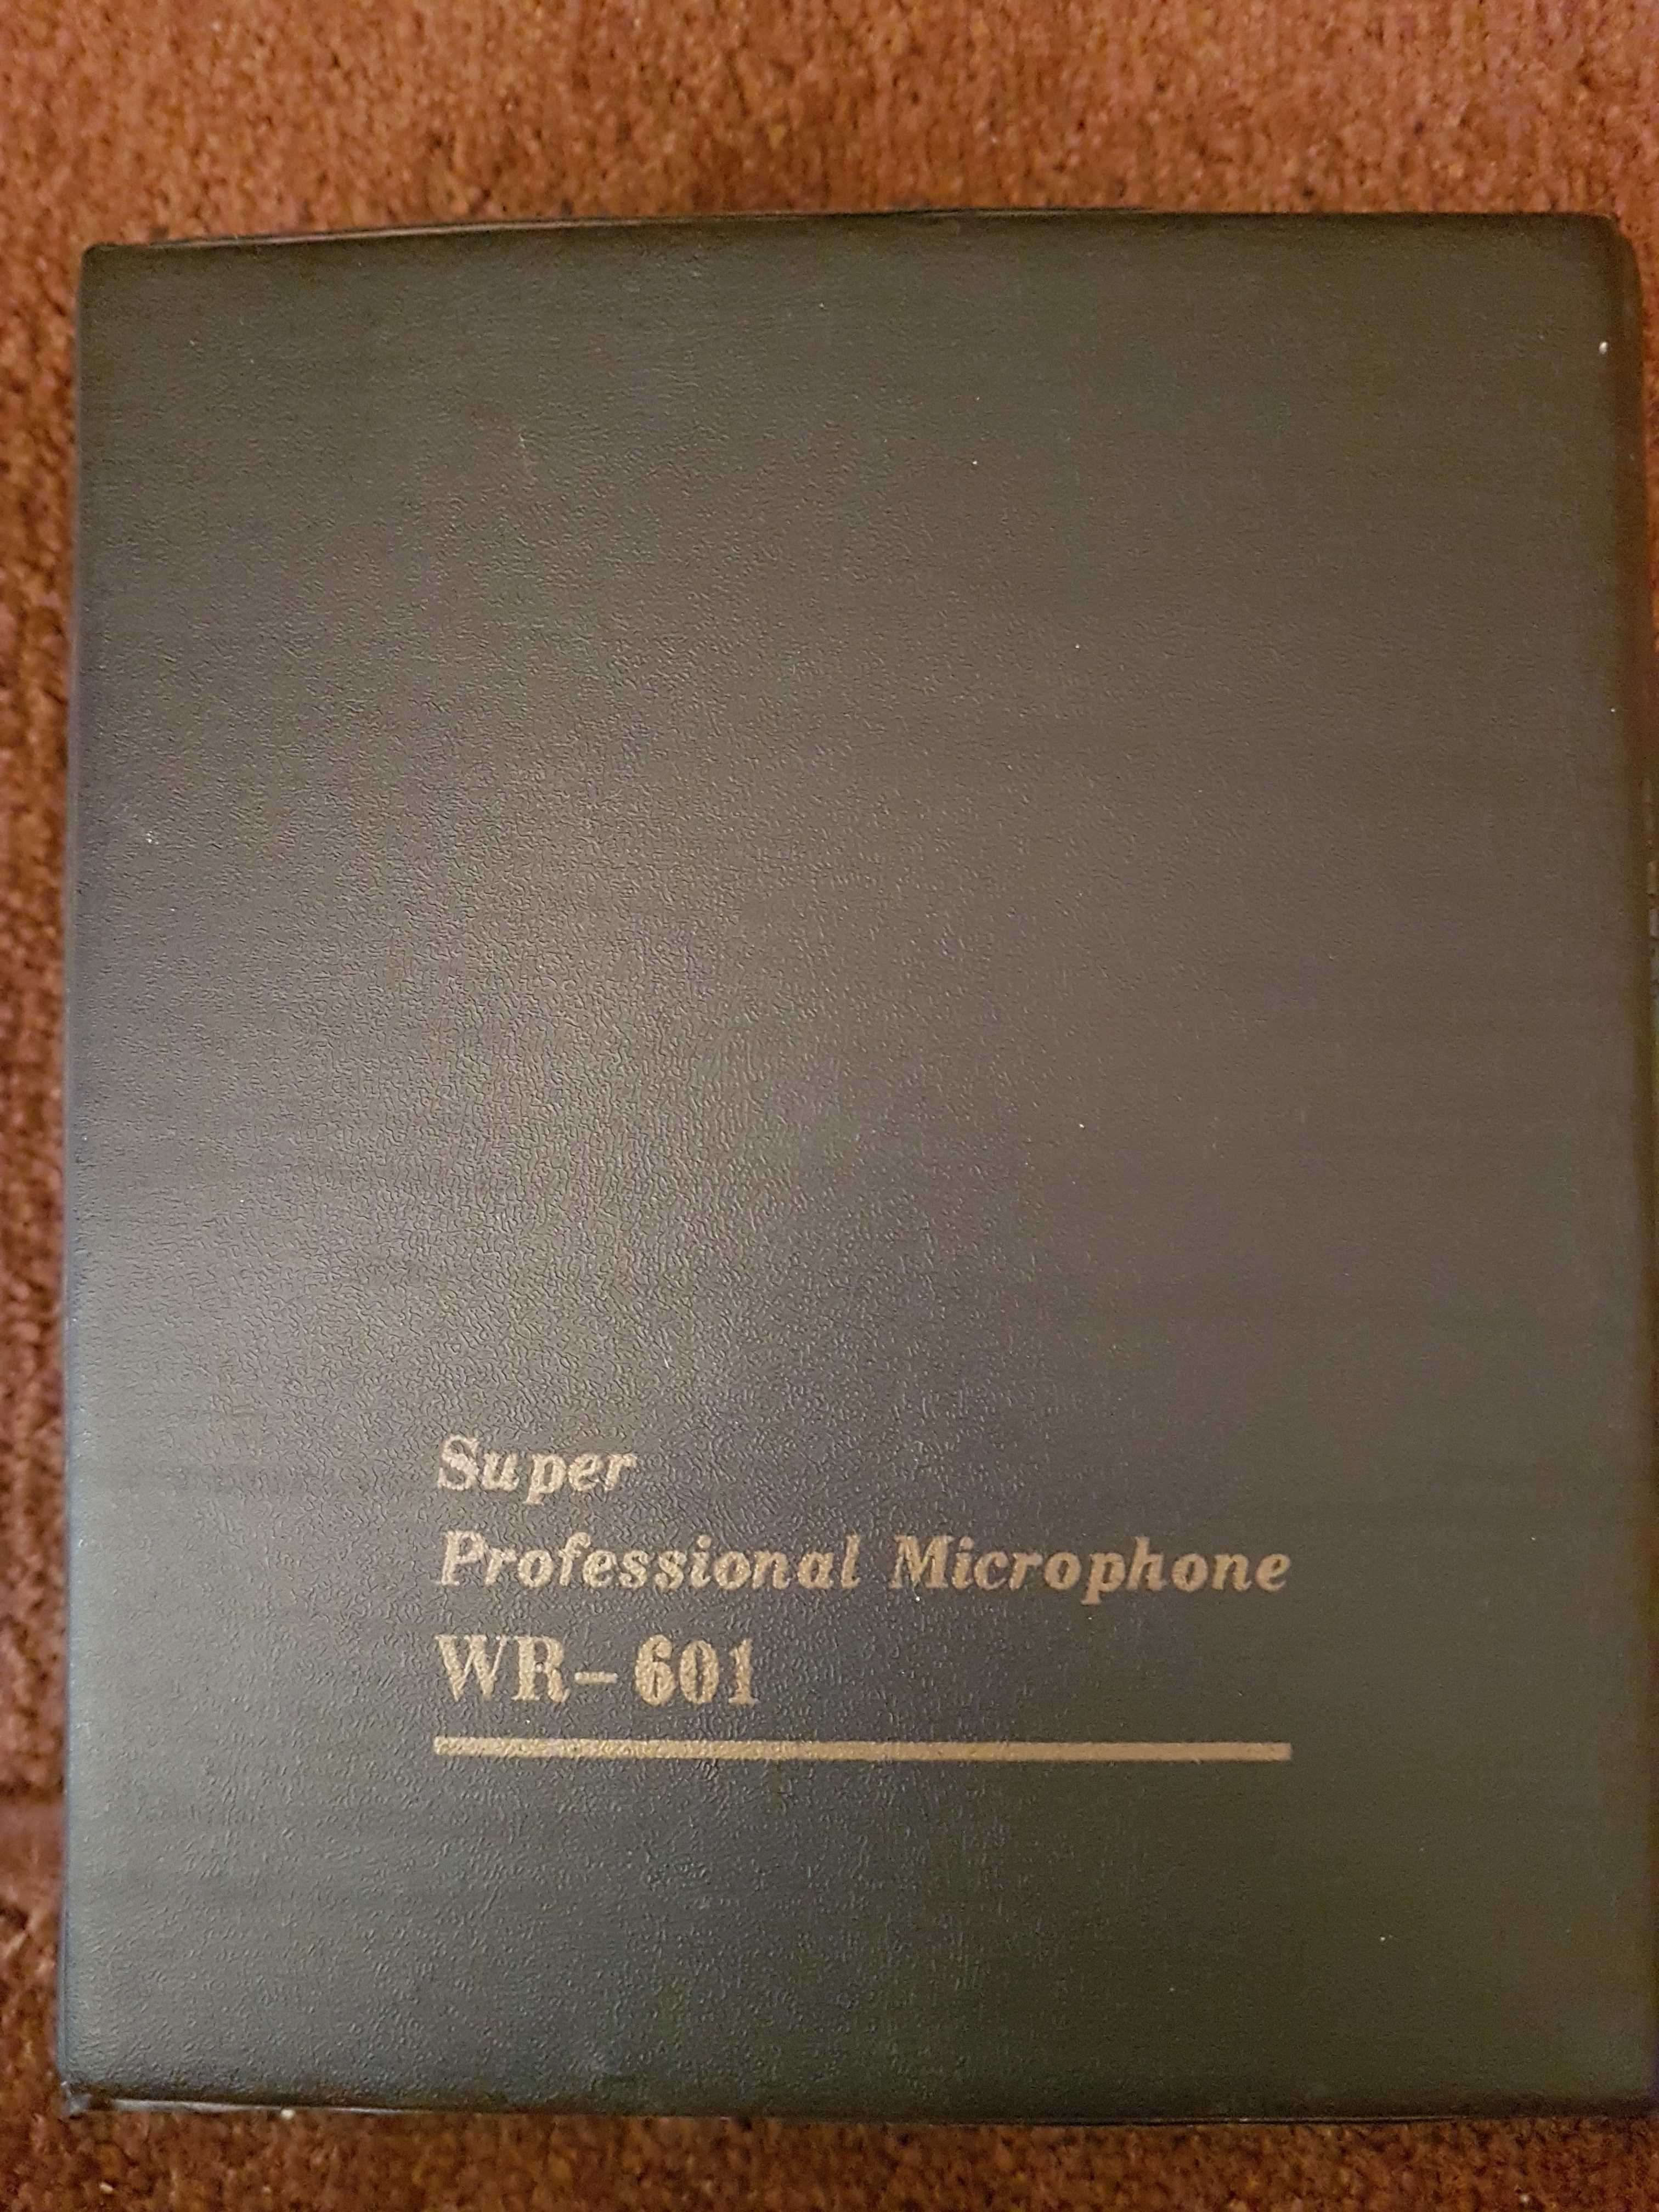 Super
Professional Microphone
WR-601